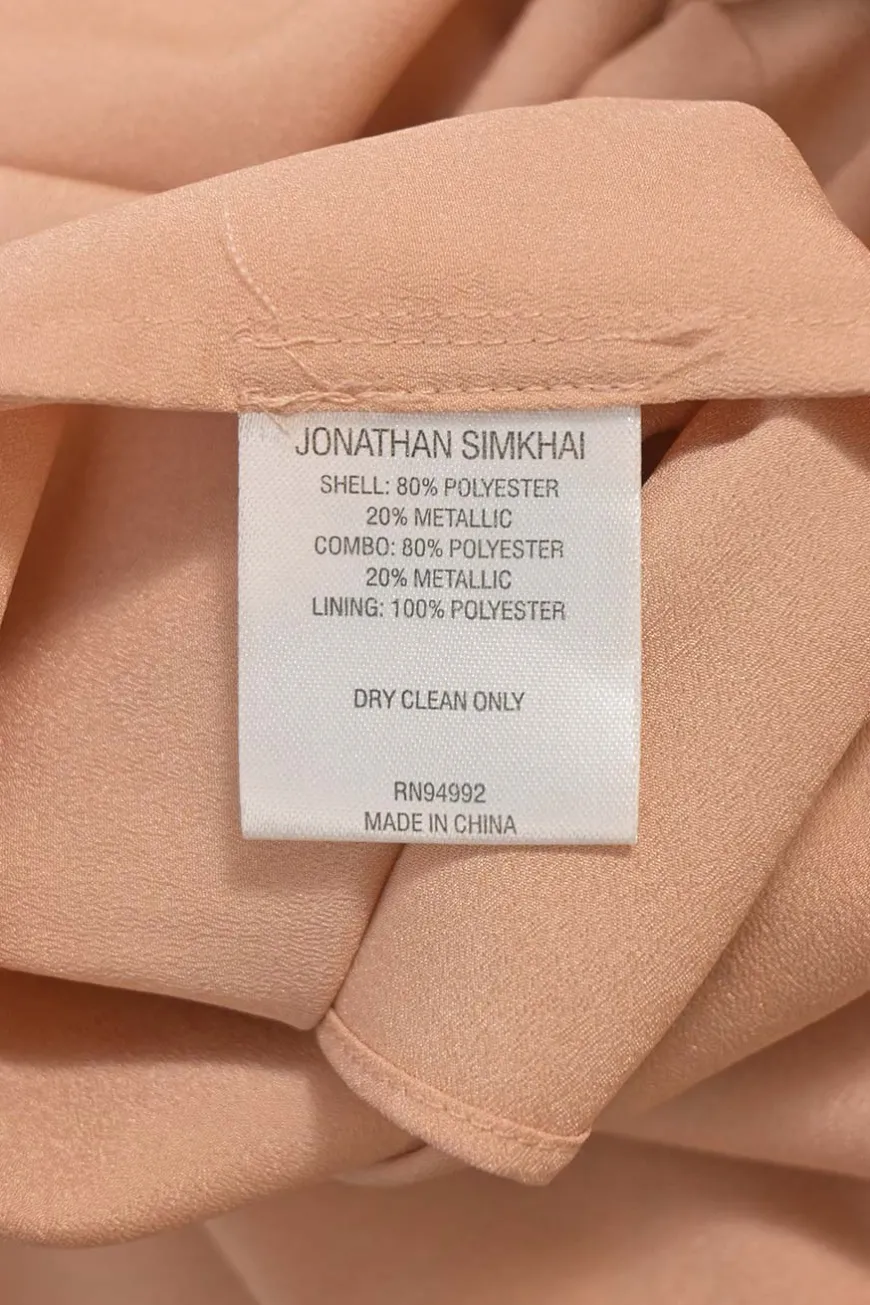 JONATHAN SIMKHAI
SHELL: 80% POLYESTER
20% METALLIC
COMBO: 80% POLYESTER
20% METALLIC
LINING: 100% POLYESTER
DRY CLEAN ONLY
RN94992
MADE IN CHINA